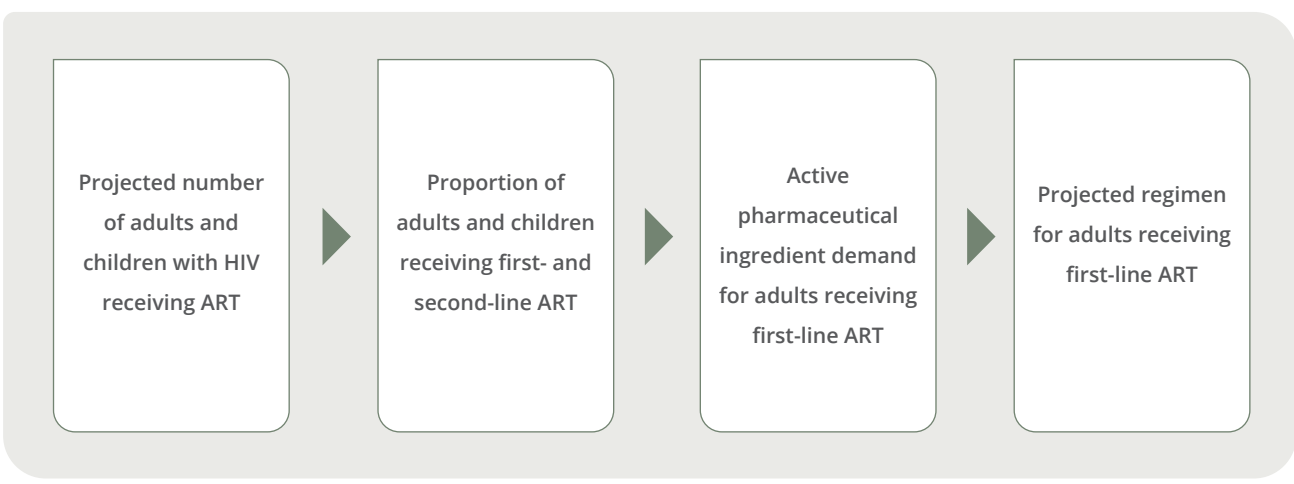 Projected number
of adults and
children with HIV
receiving ART
Proportion of
adults and children
receiving first- and
second-line ART
Active
pharmaceutical
ingredient demand
for adults receiving
first-line ART
Projected regimen
for adults receiving
first-line ART